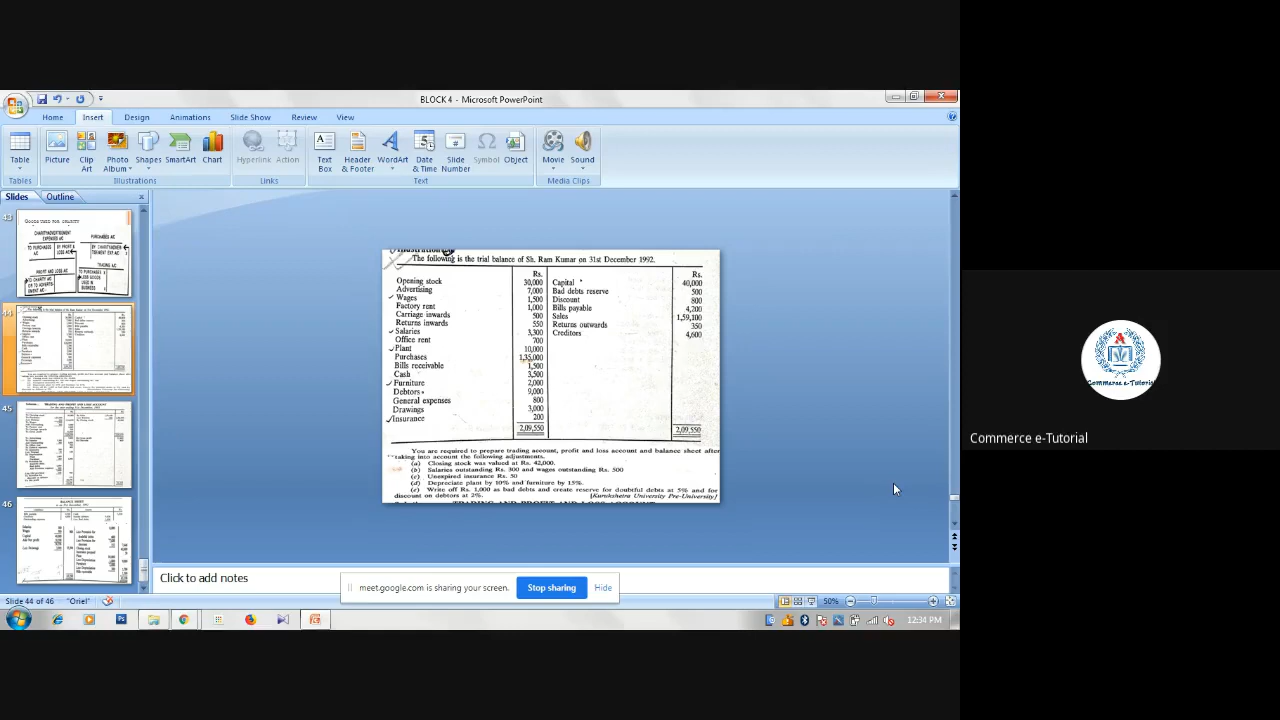 BLOCK 4 - Microsoft PowerPoint
Home Insert Design Animations Slide Show Review View
Table Picture Clip Art Photo Album Shapes SmartArt Chart Hyperlink Action Text Box Header & Footer WordArt Date & Time Slide Number Symbol Object Movie Sound
Tables Illustrations Links Text Media Clips
Slides Outline
43
GOODS USED FOR CHARITY
44
45
46
BALANCE SHEET
The following is the trial balance of Sh. Ram Kumar on 31st December 1992.
Rs. Rs.
Opening stock 30,000 Capital 40,000
Advertising 7,000 Bad debts reserve 500
Wages 1,500 Discount 800
Factory rent 1,000 Bills payable 4,200
Carriage inwards 500 Sales 1,59,100
Returns inwards 550 Returns outwards 350
Salaries 3,300 Creditors 4,600
Office rent 700
Plant 10,000
Purchases 1,35,000
Bills receivable 1,500
Cash 3,500
Furniture 2,000
Debtors 9,000
General expenses 800
Drawings 3,000
Insurance 200
2,09,550 2,09,550
You are required to prepare trading account, profit and loss account and balance sheet after
taking into account the following adjustments.
(a) Closing stock was valued at Rs. 42,000.
(b) Salaries outstanding Rs. 300 and wages outstanding Rs. 500
(c) Unexpired insurance Rs. 50
(d) Depreciate plant by 10% and furniture by 15%.
(e) Write off Rs. 1,000 as bad debts and create reserve for doubtful debts at 5% and for
discount on debtors at 2%. [Kurukshetra University Pre-University]
Click to add notes
meet.google.com is sharing your screen. Stop sharing Hide
Slide 44 of 46 "Oriel" 50%
12:34 PM
Commerce e-Tutorial
Commerce e-Tutorial